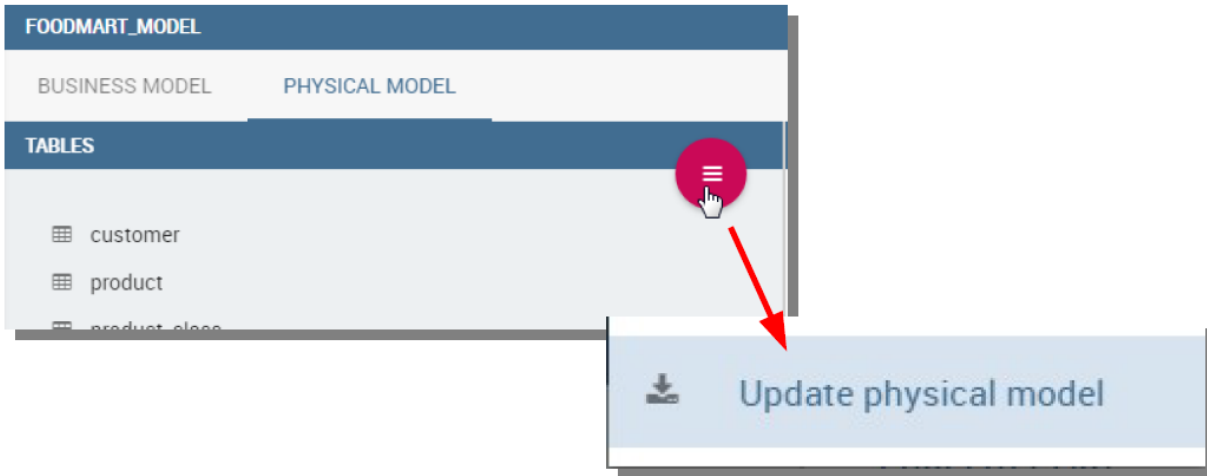 FOODMART_MODEL
BUSINESS MODEL PHYSICAL MODEL
TABLES
customer
product
Update physical model